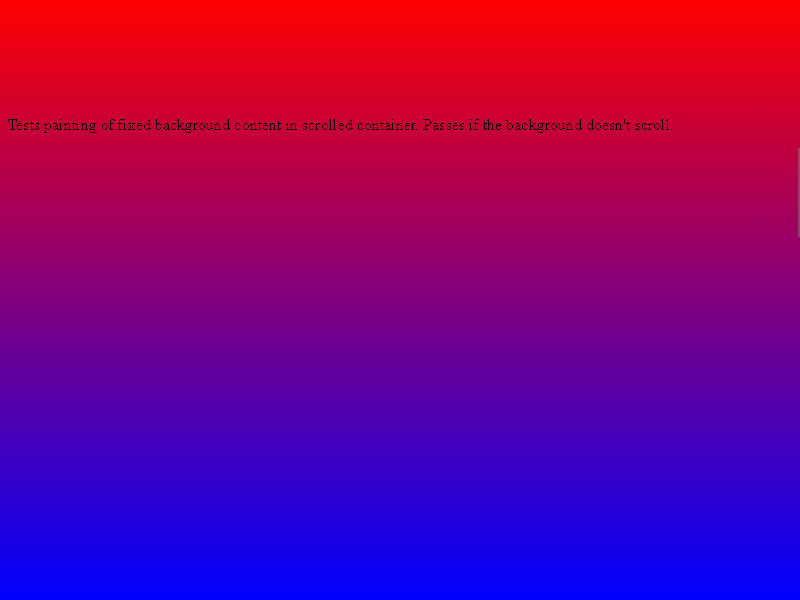 Tests painting of fixed background content in scrolled container. Passes if the background doesn't scroll.